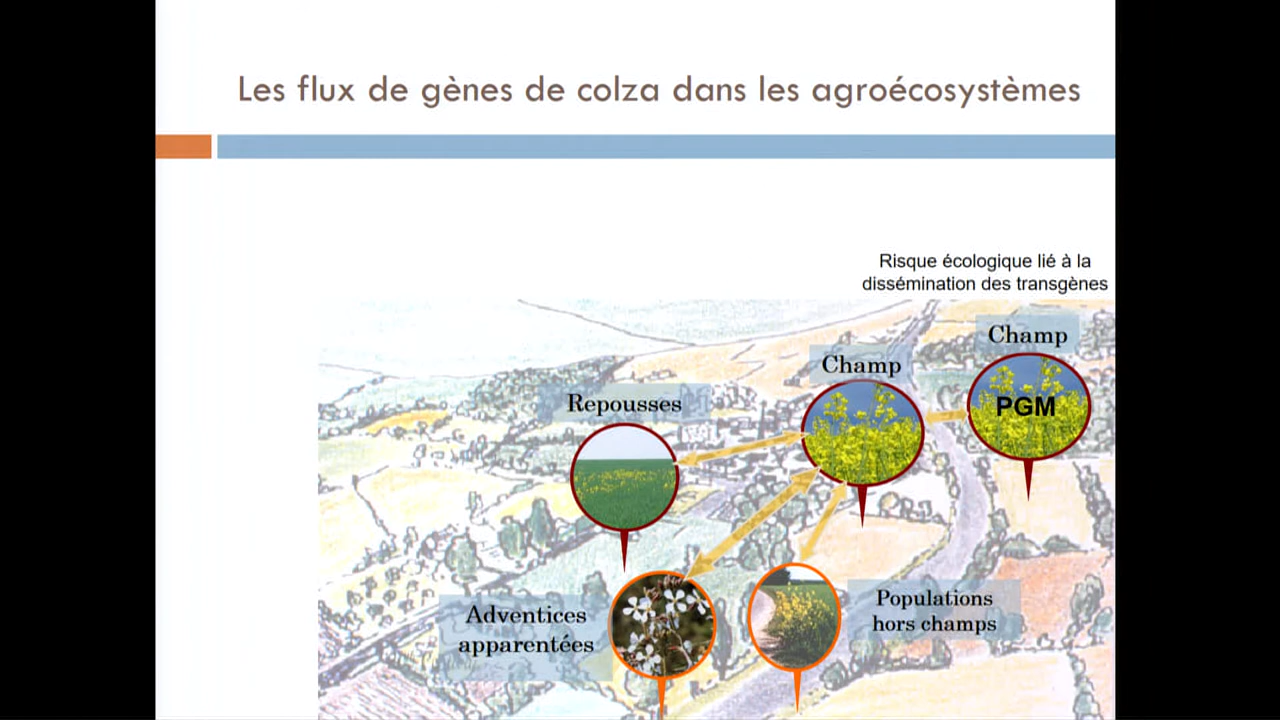 Les flux de gènes de colza dans les agroécosystèmes
Risque écologique lié à la
dissémination des transgènes
Champ
Champ
PGM
Repousses
Adventices
apparentées
Populations
hors champs